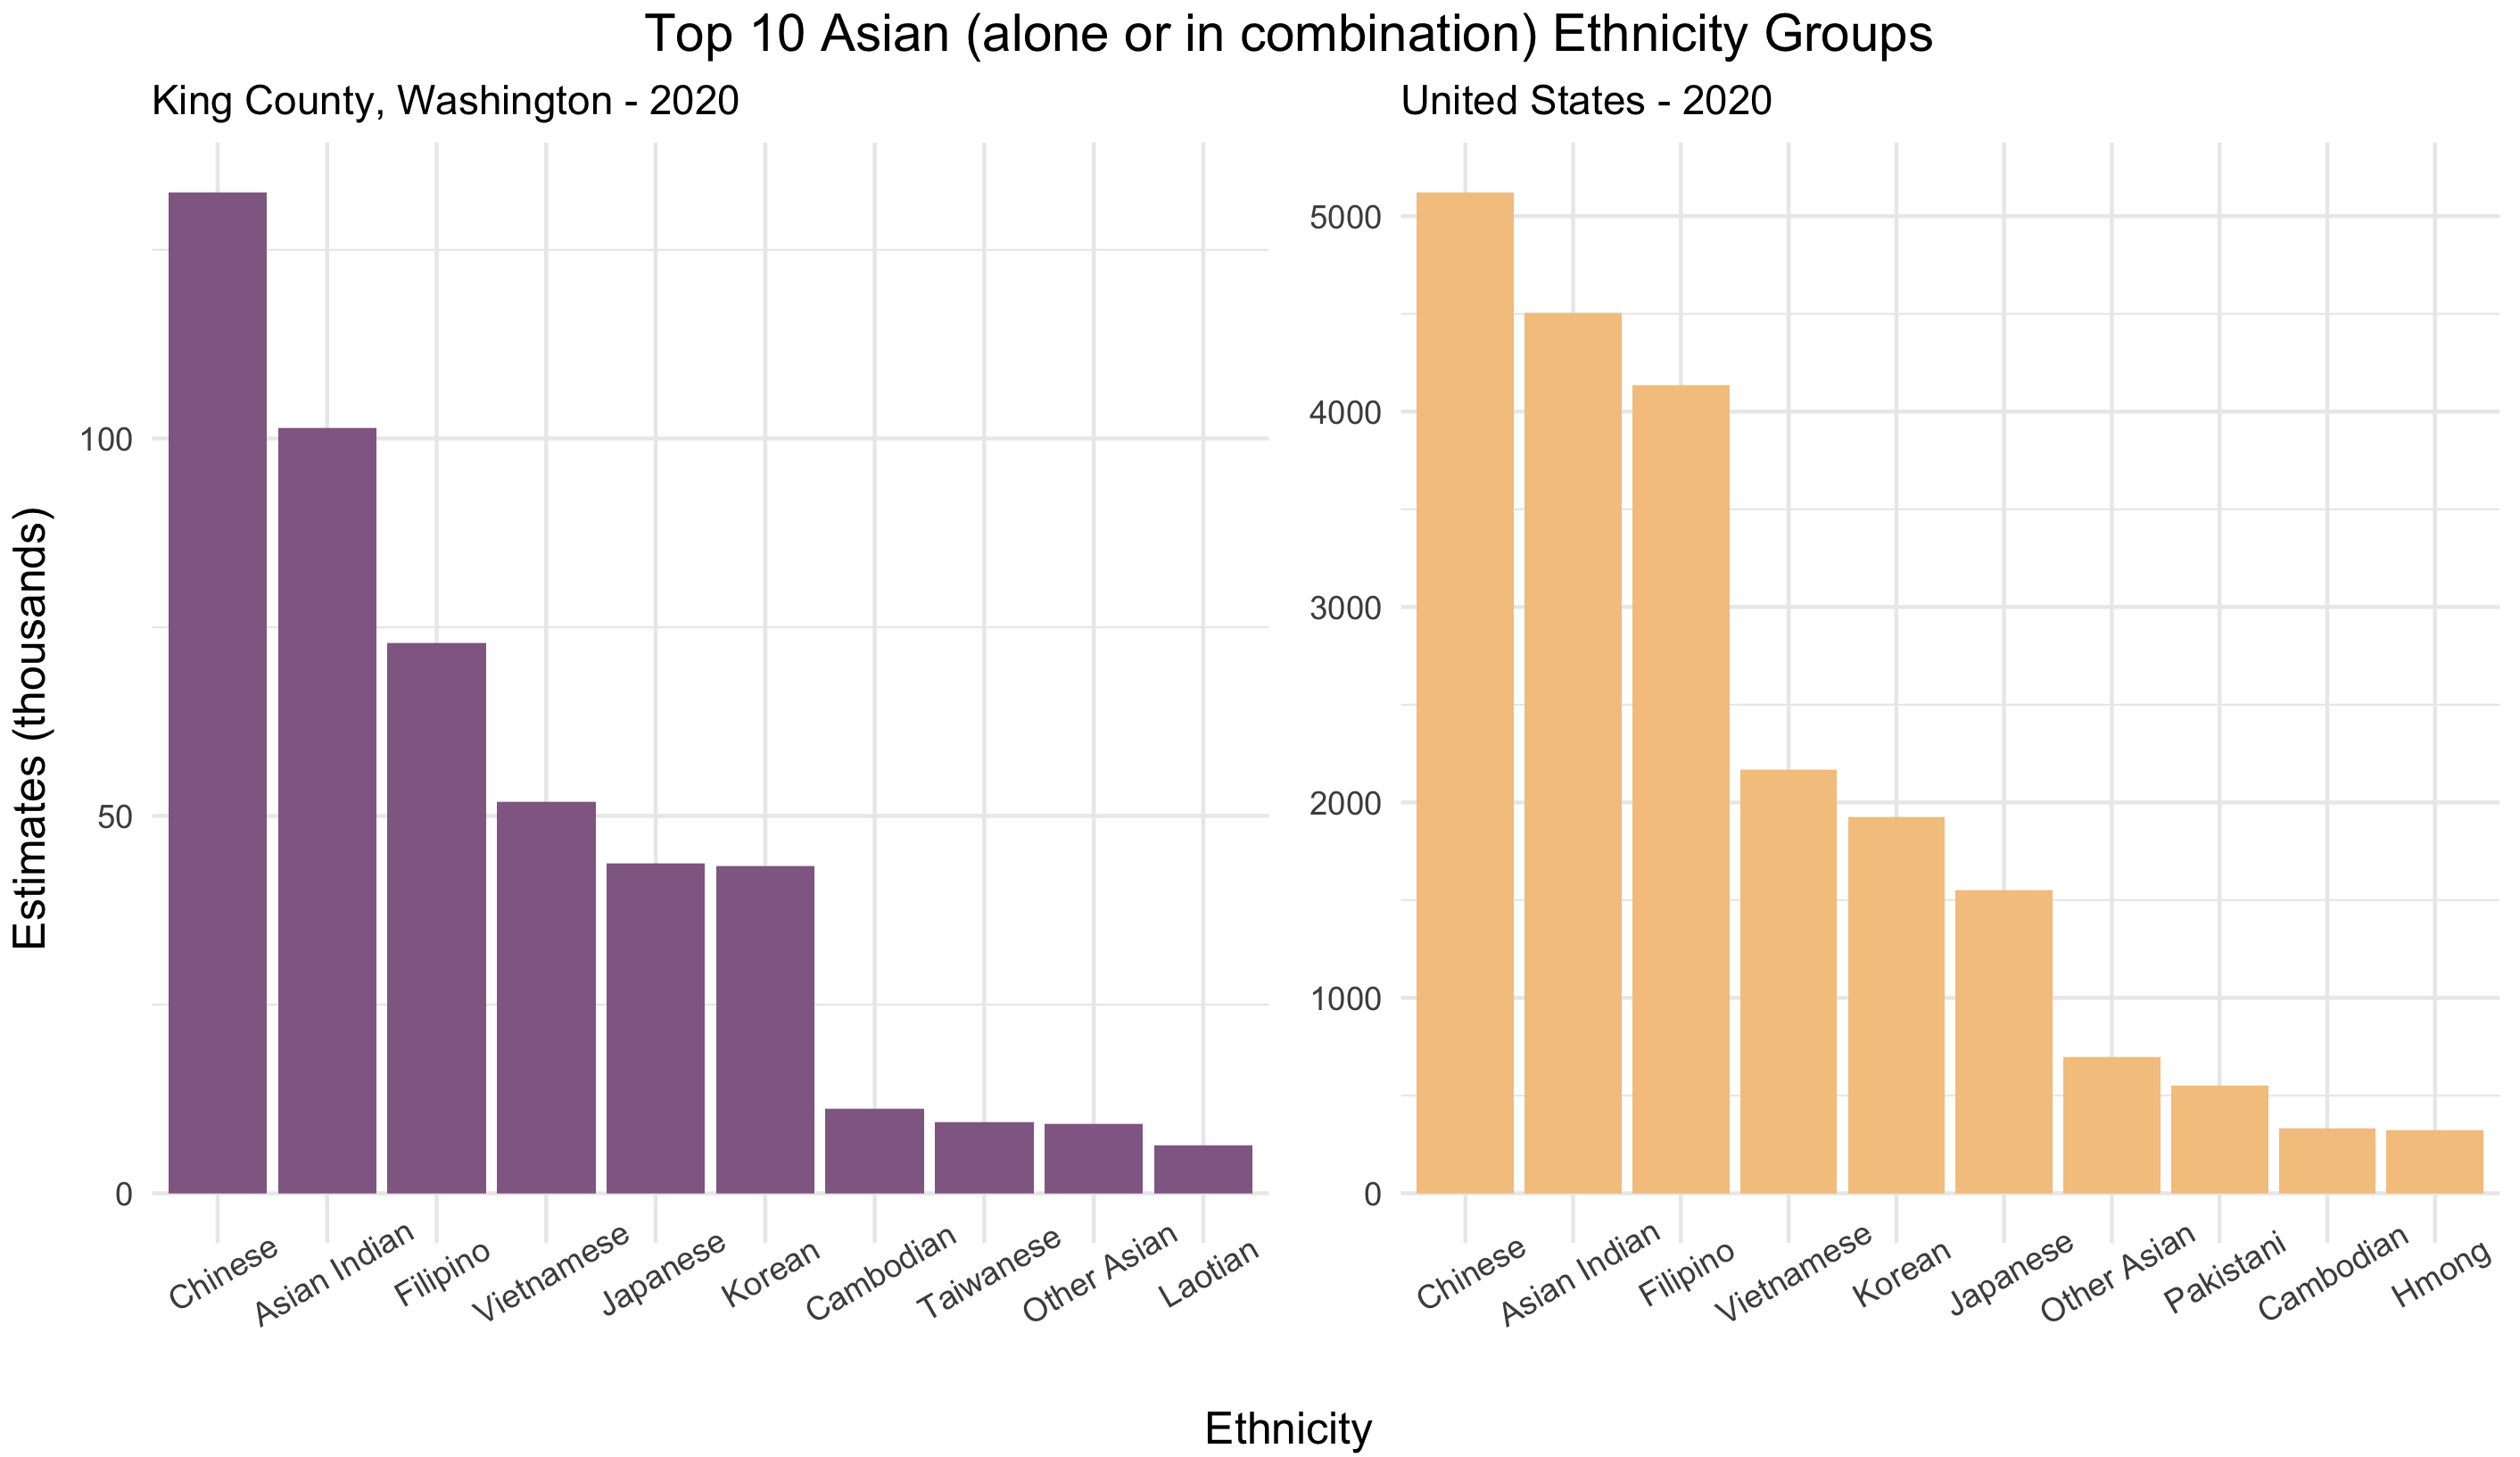 Top 10 Asian (alone or in combination) Ethnicity Groups
King County, Washington - 2020
Estimates (thousands)
100
50
0
Chinese
Asian Indian
Filipino
Vietnamese
Japanese
Korean
Cambodian
Taiwanese
Other Asian
Laotian
United States - 2020
5000
4000
3000
2000
1000
0
Chinese
Asian Indian
Filipino
Vietnamese
Korean
Japanese
Other Asian
Pakistani
Cambodian
Hmong
Ethnicity